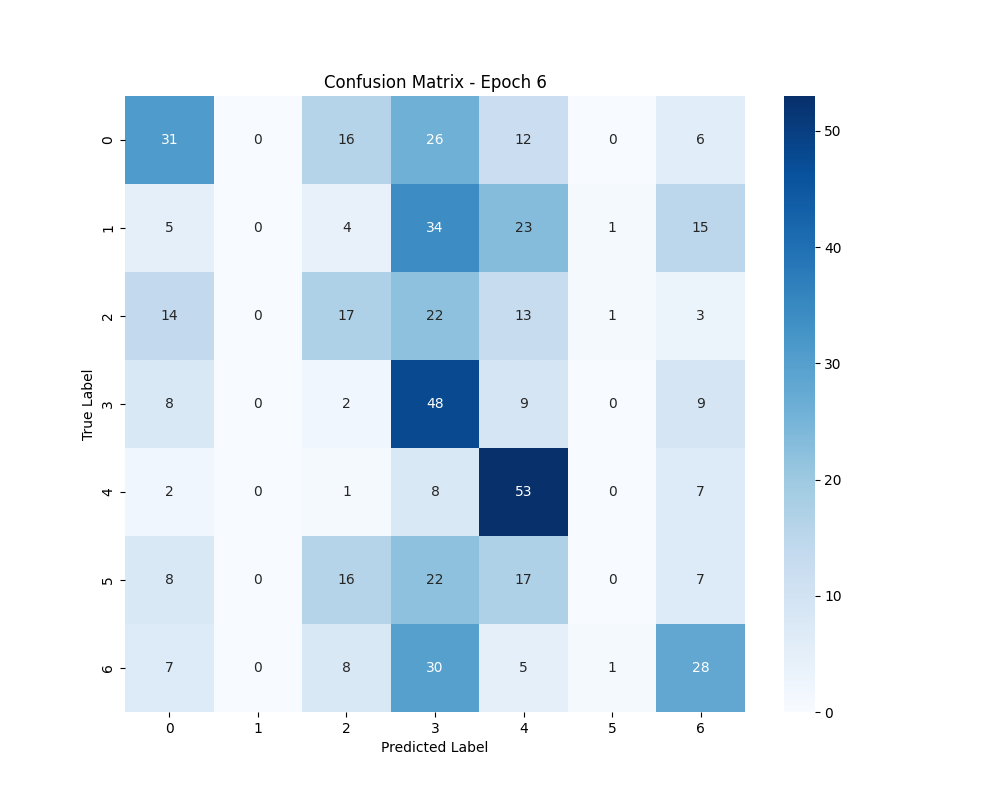 Confusion Matrix - Epoch 6
True Label
0 31 0 16 26 12 0 6
1 5 0 4 34 23 1 15
2 14 0 17 22 13 1 3
3 8 0 2 48 9 0 9
4 2 0 1 8 53 0 7
5 8 0 16 22 17 0 7
6 7 0 8 30 5 1 28
0 1 2 3 4 5 6
Predicted Label
50
40
30
20
10
0